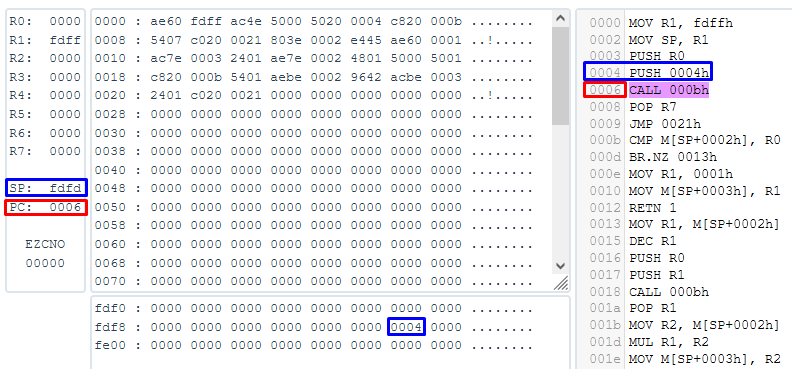 R0: 0000
R1: fdff
R2: 0000
R3: 0000
R4: 0000
R5: 0000
R6: 0000
R7: 0000
SP: fdfd
PC: 0006
EZCNO
00000
0000 : ae60 fdff ac4e 5000 5020 0004 c820 000b ........
0008 : 5407 c020 0021 803e 0002 e445 ae60 0001 ..!.....
0010 : ac7e 0003 2401 ae7e 0002 4801 5000 5001 ........
0018 : c820 000b 5401 aebe 0002 9642 acbe 0003 ........
0020 : 2401 c020 0021 0000 0000 0000 0000 0000 ..!.....
0028 : 0000 0000 0000 0000 0000 0000 0000 0000 ........
0030 : 0000 0000 0000 0000 0000 0000 0000 0000 ........
0038 : 0000 0000 0000 0000 0000 0000 0000 0000 ........
0040 : 0000 0000 0000 0000 0000 0000 0000 0000 ........
0048 : 0000 0000 0000 0000 0000 0000 0000 0000 ........
0050 : 0000 0000 0000 0000 0000 0000 0000 0000 ........
0058 : 0000 0000 0000 0000 0000 0000 0000 0000 ........
0060 : 0000 0000 0000 0000 0000 0000 0000 0000 ........
0068 : 0000 0000 0000 0000 0000 0000 0000 0000 ........
0070 : 0000 0000 0000 0000 0000 0000 0000 0000 ........
fdf0 : 0000 0000 0000 0000 0000 0000 0000 0000 ........
fdf8 : 0000 0000 0000 0000 0000 0000 0004 0000 ........
fe00 : 0000 0000 0000 0000 0000 0000 0000 0000 ........
0000 MOV R1, fdffh
0002 MOV SP, R1
0003 PUSH R0
0004 PUSH 0004h
0006 CALL 000bh
0008 POP R7
0009 JMP 0021h
000b CMP M[SP+0002h], R0
000d BR.NZ 0013h
000e MOV R1, 0001h
0010 MOV M[SP+0003h], R1
0012 RETN 1
0013 MOV R1, M[SP+0002h]
0015 DEC R1
0016 PUSH R0
0017 PUSH R1
0018 CALL 000bh
001a POP R1
001b MOV R2, M[SP+0002h]
001d MUL R1, R2
001e MOV M[SP+0003h], R2